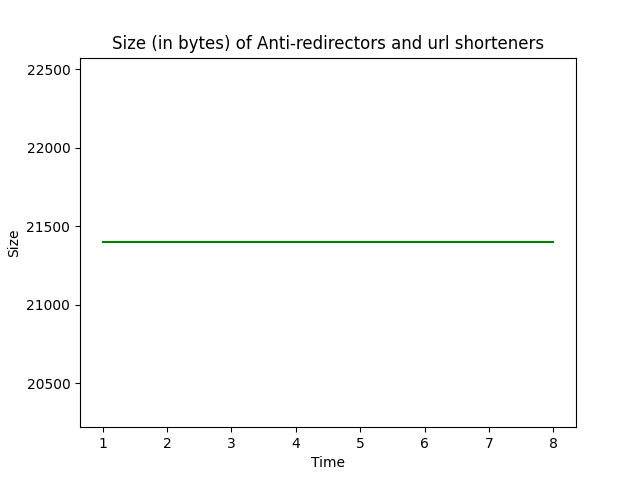 Size (in bytes) of Anti-redirectors and url shorteners
22500
22000
21500
21000
20500
Size
1 2 3 4 5 6 7 8
Time